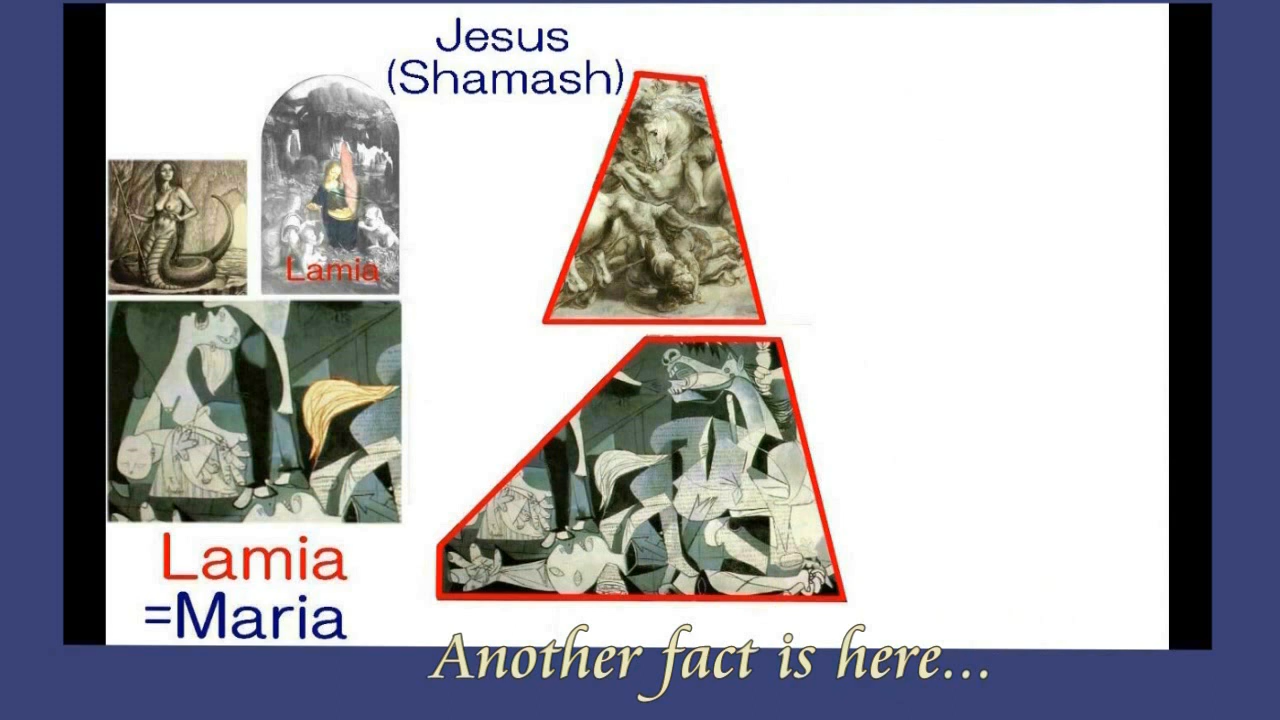 Jesus
(Shamash)
Lamia
Lamia
=Maria
Another fact is here...